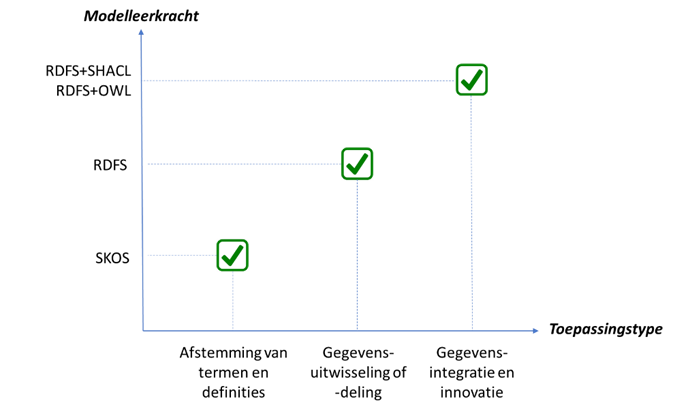 Modelleerkracht
RDFS+SHACL
RDFS+OWL
RDFS
SKOS
Toepassingstype
Afstemming van
termen en
definities
Gegevens-
uitwisseling of
-deling
Gegevens-
integratie en
innovatie